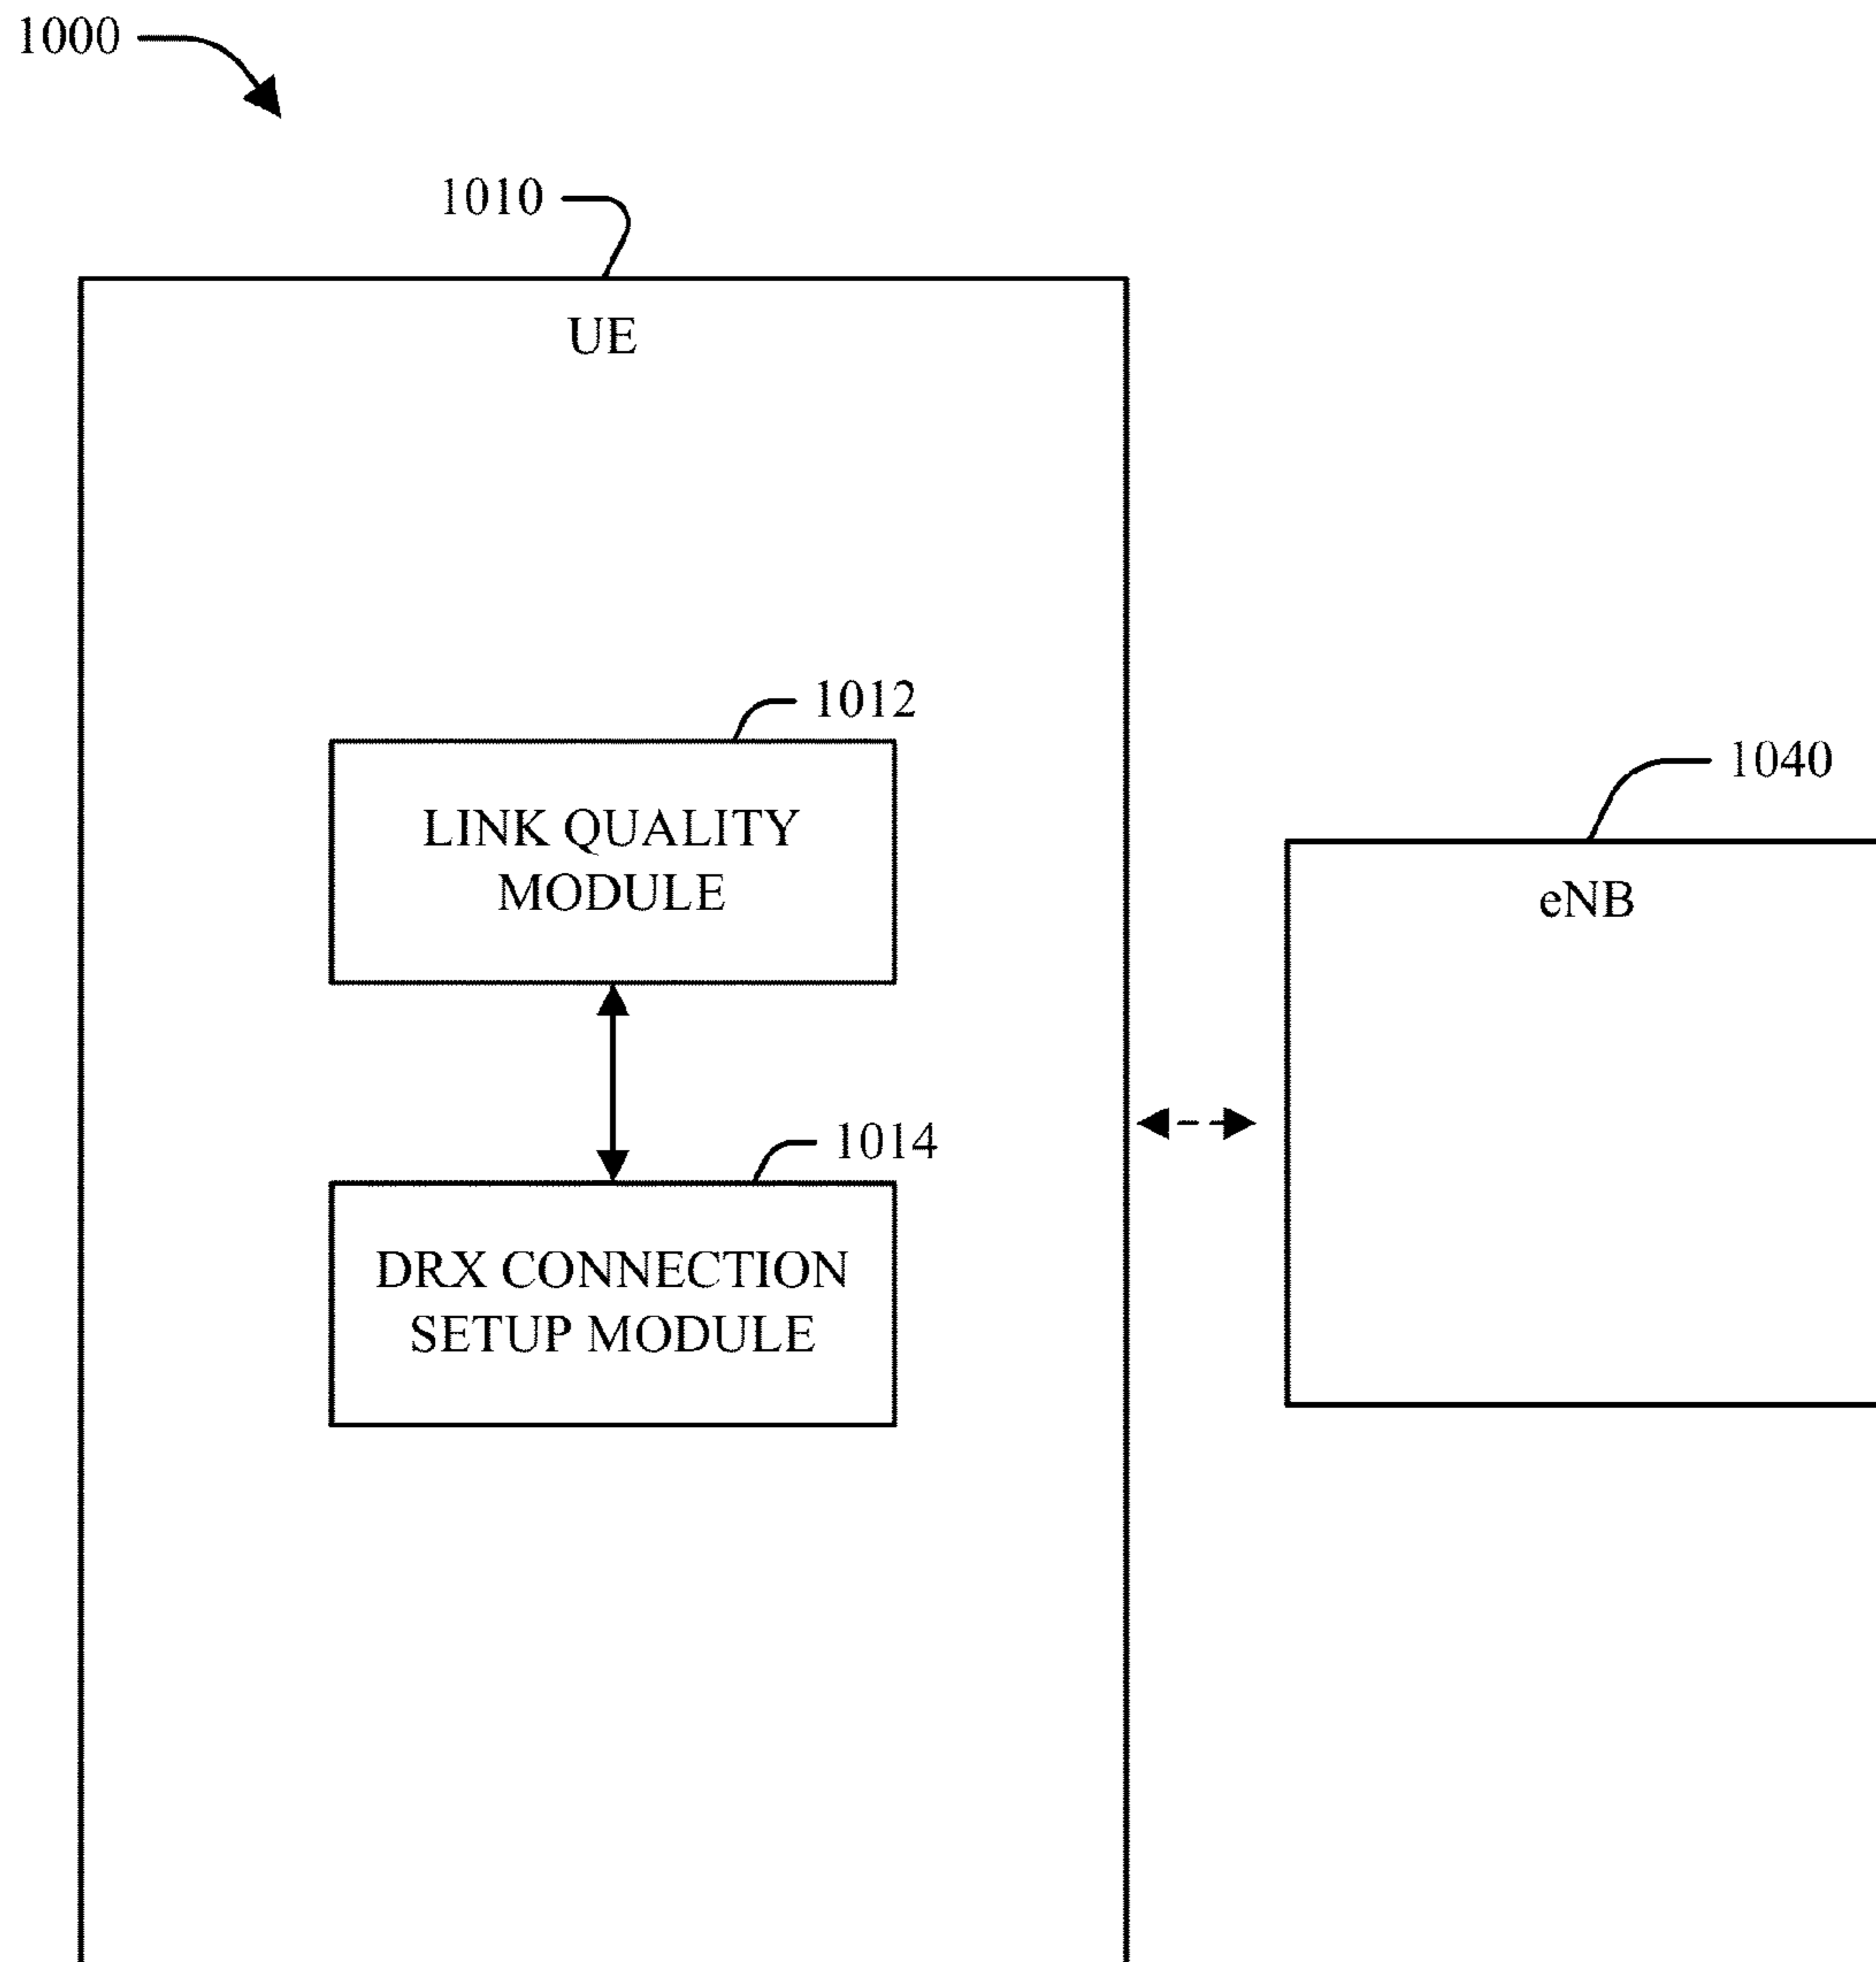 1000
1010
UE
1012
LINK QUALITY
MODULE
1040
eNB
1014
DRX CONNECTION
SETUP MODULE